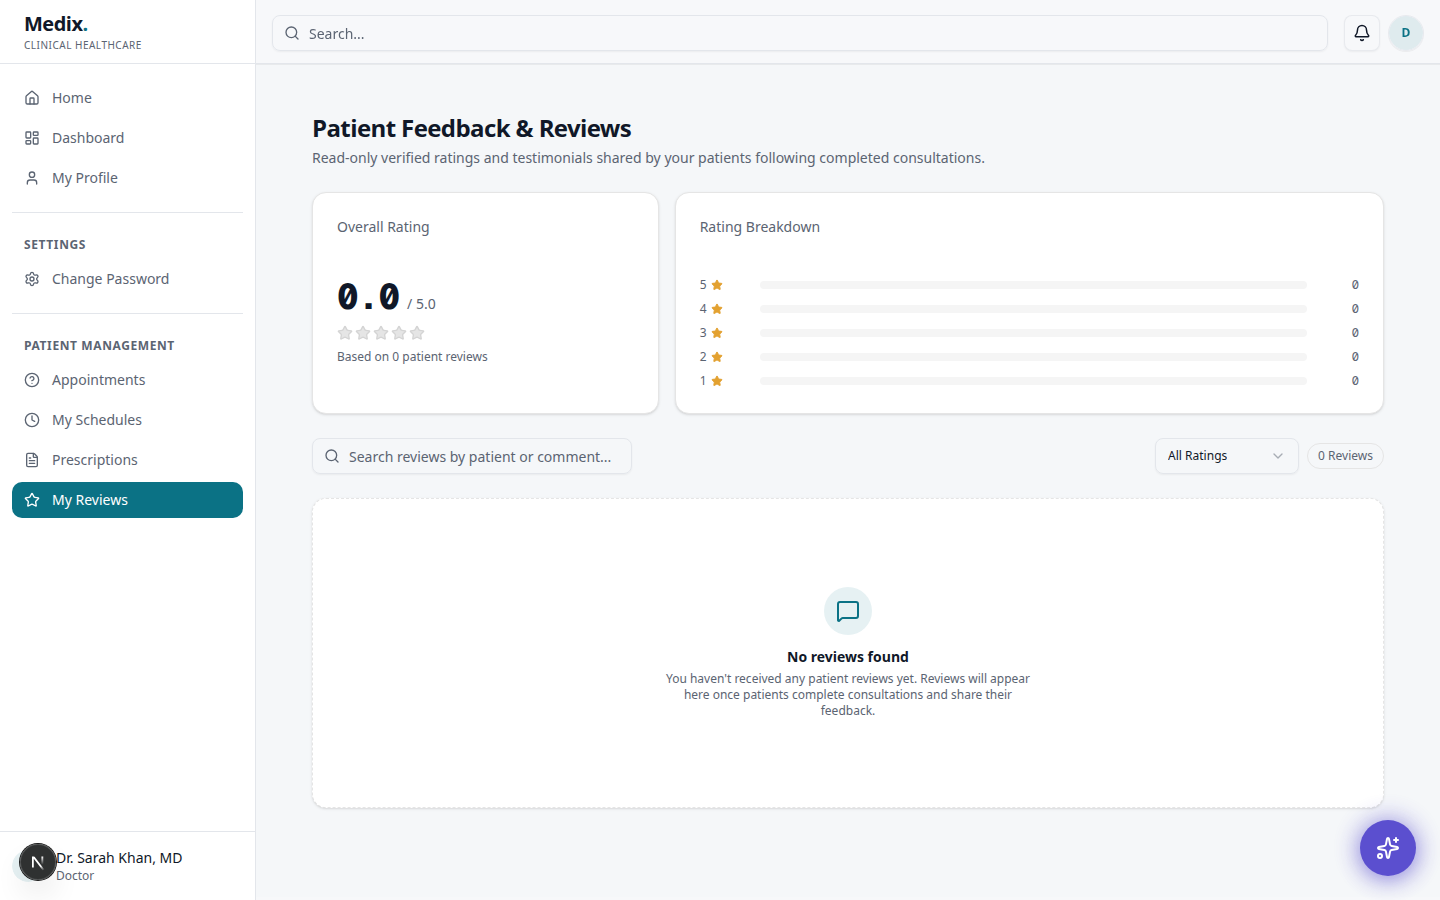 Medix.
CLINICAL HEALTHCARE
Search...
D
Home
Dashboard
My Profile
SETTINGS
Change Password
PATIENT MANAGEMENT
Appointments
My Schedules
Prescriptions
My Reviews
N
Dr. Sarah Khan, MD
Doctor
Patient Feedback & Reviews
Read-only verified ratings and testimonials shared by your patients following completed consultations.
Overall Rating
0.0 / 5.0
Based on 0 patient reviews
Rating Breakdown
5 0
4 0
3 0
2 0
1 0
Search reviews by patient or comment...
All Ratings
0 Reviews
No reviews found
You haven't received any patient reviews yet. Reviews will appear
here once patients complete consultations and share their
feedback.